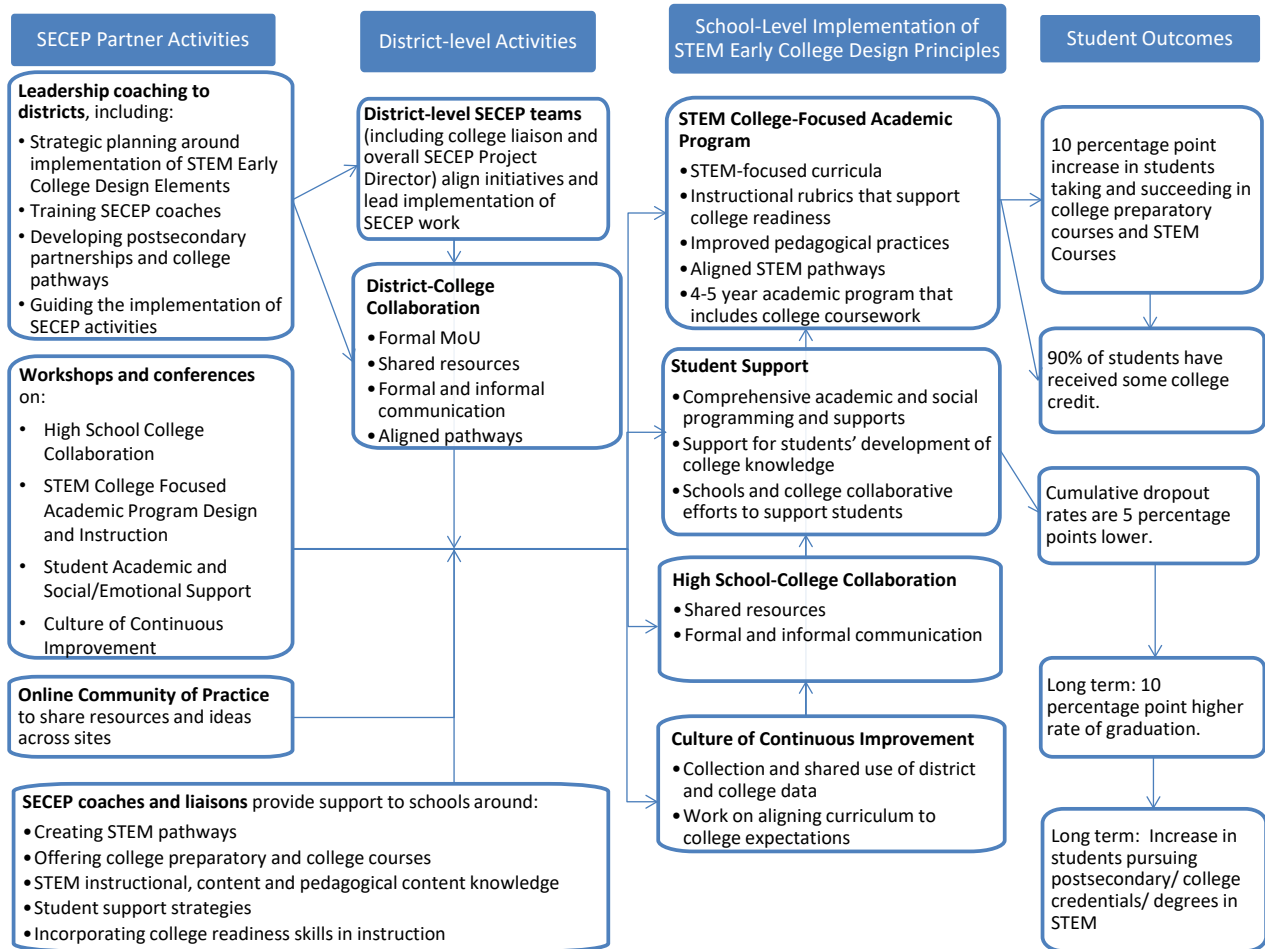 SECEP Partner Activities
Leadership coaching to
districts, including:
• Strategic planning around
implementation of STEM Early
College Design Elements
• Training SECEP coaches
• Developing postsecondary
partnerships and college
pathways
• Guiding the implementation of
SECEP activities
Workshops and conferences
on:
• High School College
Collaboration
• STEM College Focused
Academic Program Design
and Instruction
• Student Academic and
Social/Emotional Support
• Culture of Continuous
Improvement
Online Community of Practice
to share resources and ideas
across sites
SECEP coaches and liaisons provide support to schools around:
• Creating STEM pathways
• Offering college preparatory and college courses
• STEM instructional, content and pedagogical content knowledge
• Student support strategies
• Incorporating college readiness skills in instruction
District-level Activities
District-level SECEP teams
(including college liaison and
overall SECEP Project
Director) align initiatives and
lead implementation of
SECEP work
District-College
Collaboration
• Formal MoU
• Shared resources
• Formal and informal
communication
• Aligned pathways
School-Level Implementation of
STEM Early College Design Principles
STEM College-Focused Academic
Program
• STEM-focused curricula
• Instructional rubrics that support
college readiness
• Improved pedagogical practices
• Aligned STEM pathways
• 4-5 year academic program that
includes college coursework
Student Support
• Comprehensive academic and social
programming and supports
• Support for students’ development of
college knowledge
• Schools and college collaborative
efforts to support students
High School-College Collaboration
• Shared resources
• Formal and informal communication
Culture of Continuous Improvement
• Collection and shared use of district
and college data
• Work on aligning curriculum to
college expectations
Student Outcomes
10 percentage point
increase in students
taking and succeeding in
college preparatory
courses and STEM
Courses
90% of students have
received some college
credit.
Cumulative dropout
rates are 5 percentage
points lower.
Long term: 10
percentage point higher
rate of graduation.
Long term: Increase in
students pursuing
postsecondary/ college
credentials/ degrees in
STEM